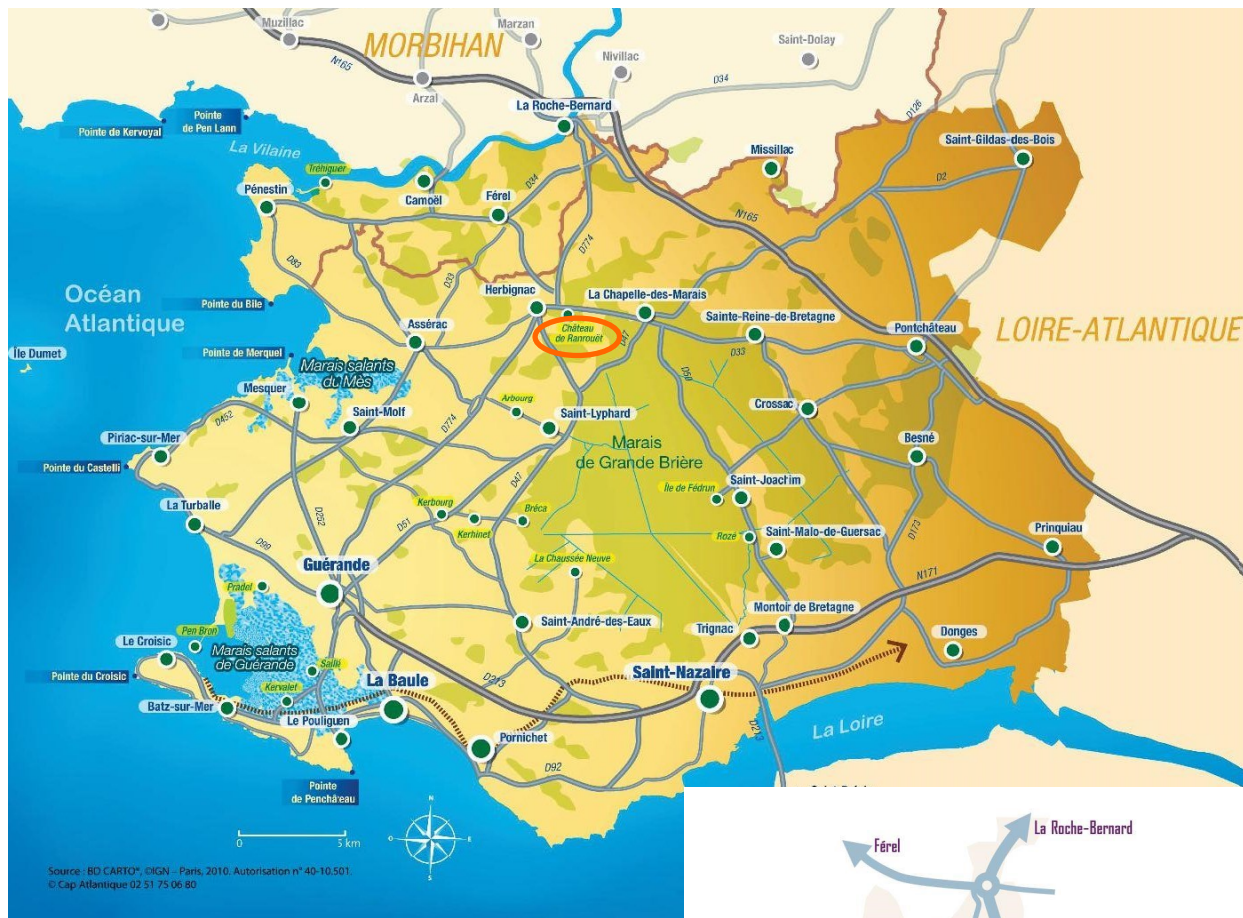 Muzillac
Marzan
MORBIHAN
N165
Saint-Dolay
Nivillac
D34
Arzal
La Roche-Bernard
D126
Pointe de Kervoyal
Pointe
de Pen Lann
La Vilaine
Saint-Gildas-des-Bois
Missillac
Tréhiguer
Camoël
Férel
D34
D2
Pénestin
N165
D774
D83
D33
Océan
Atlantique
Pointe du Bile
Herbignac
La Chapelle-des-Marais
Château
de Ranrouët
Sainte-Reine-de-Bretagne
Assérac
D47
Pontchâteau
LOIRE-ATLANTIQUE
Île Dumet
Pointe de Merquel
Marais salants
du Mès
D33
D50
Mesquer
Saint-Molf
Arbourg
Saint-Lyphard
Crossac
D452
D774
Piriac-sur-Mer
Marais
de Grande Brière
Besné
Pointe du Castelli
D47
Île de Fédrun
Saint-Joachim
La Turballe
Kerbourg
Kerhinet
Bréca
D252
D51
D99
Rozé
Saint-Malo-de-Guersac
D173
Prinquiau
La Chaussée Neuve
Guérande
N171
Pradel
Montoir de Bretagne
Saint-André-des-Eaux
Trignac
Donges
Pen Bron
Le Croisic
Marais salants
de Guérande
Saillé
Pointe du Croisic
Kervalet
La Baule
D213
Saint-Nazaire
Batz-sur-Mer
Le Pouliguen
Pornichet
D213
La Loire
D92
Pointe
de Penchâteau
N
O
E
S
0
5 km
La Roche-Bernard
Férel
Source : BD CARTO®, ©IGN – Paris, 2010. Autorisation n° 40-10.501.
© Cap Atlantique 02 51 75 06 80